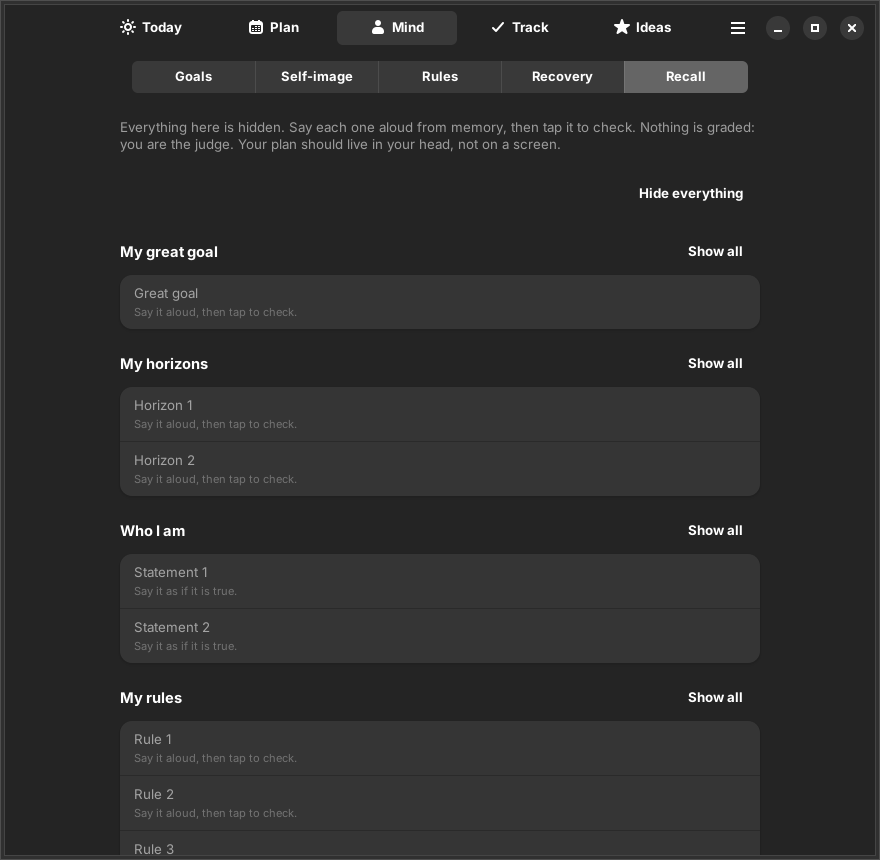 Today
Plan
Mind
Track
Ideas
Goals
Self-image
Rules
Recovery
Recall
Everything here is hidden. Say each one aloud from memory, then tap it to check. Nothing is graded:
you are the judge. Your plan should live in your head, not on a screen.
Hide everything
My great goal
Show all
Great goal
Say it aloud, then tap to check.
My horizons
Show all
Horizon 1
Say it aloud, then tap to check.
Horizon 2
Say it aloud, then tap to check.
Who I am
Show all
Statement 1
Say it as if it is true.
Statement 2
Say it as if it is true.
My rules
Show all
Rule 1
Say it aloud, then tap to check.
Rule 2
Say it aloud, then tap to check.
Rule 3